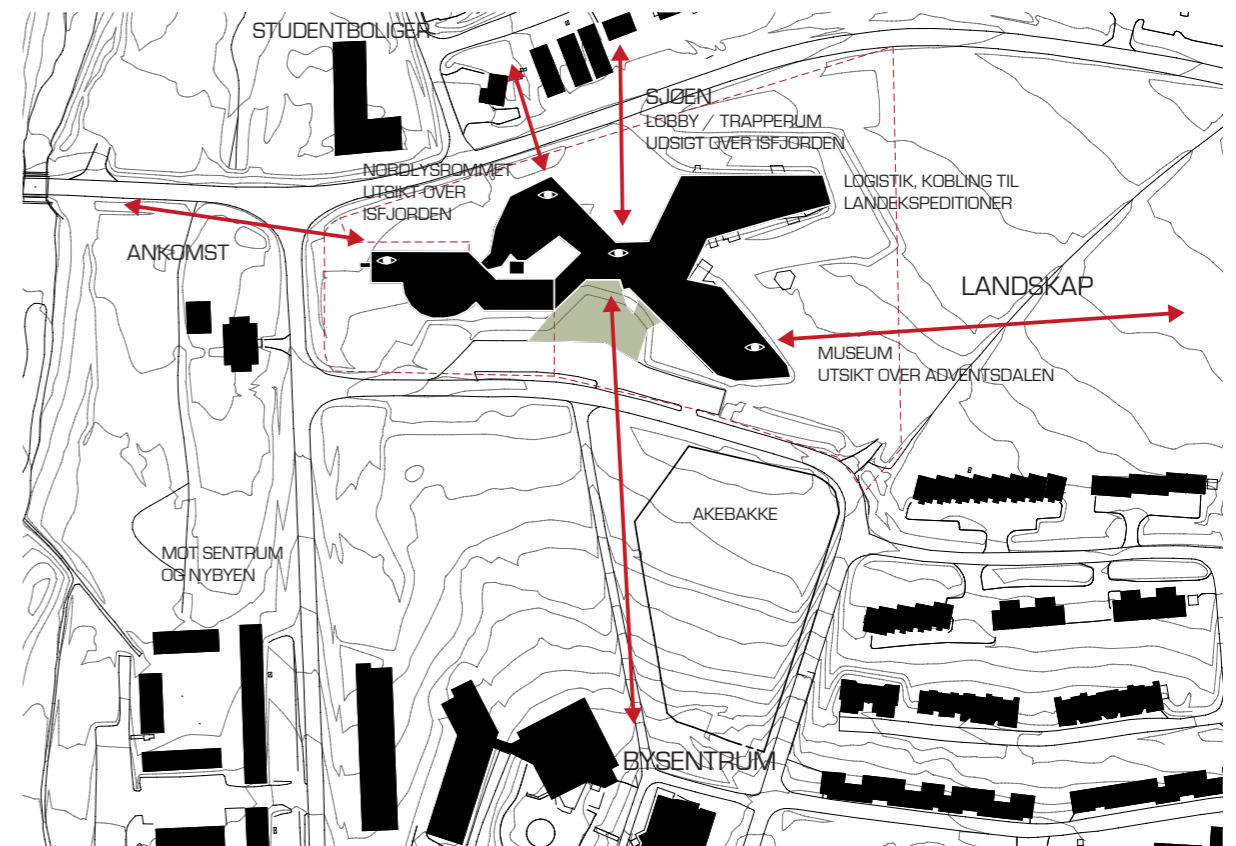 STUDENTBOLIGER
SJØEN
LOBBY / TRAPPERUM
UDSIGT OVER ISFJORDEN
NORDLYSROMMET
UTSIKT OVER
ISFJORDEN
LOGISTIK, KOBLING TIL
LANDEKSPEDITIONER
ANKOMST
LANDSKAP
MUSEUM
UTSIKT OVER ADVENTSDALEN
AKEBAKKE
MOT SENTRUM
OG NYBYEN
BYSENTRUM